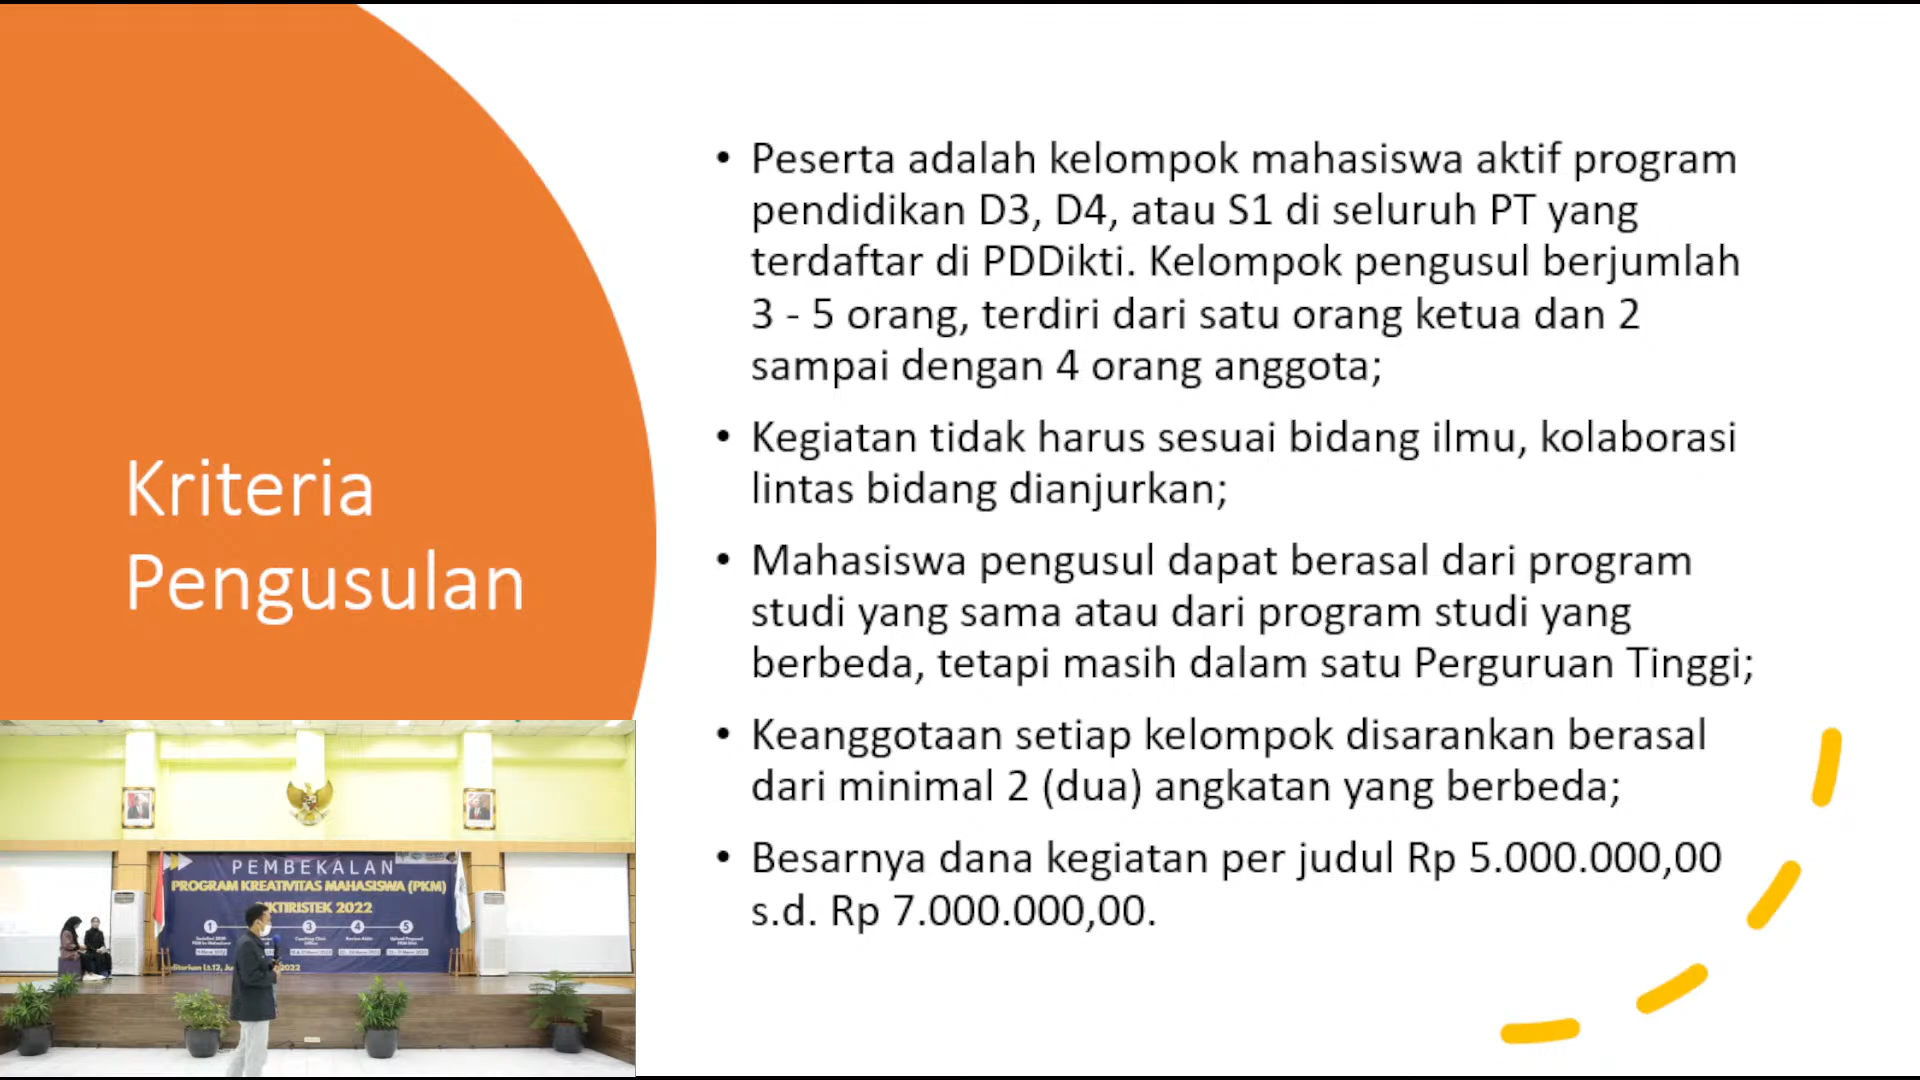 Kriteria
Pengusulan
• Peserta adalah kelompok mahasiswa aktif program
pendidikan D3, D4, atau S1 di seluruh PT yang
terdaftar di PDDikti. Kelompok pengusul berjumlah
3 - 5 orang, terdiri dari satu orang ketua dan 2
sampai dengan 4 orang anggota;
• Kegiatan tidak harus sesuai bidang ilmu, kolaborasi
lintas bidang dianjurkan;
• Mahasiswa pengusul dapat berasal dari program
studi yang sama atau dari program studi yang
berbeda, tetapi masih dalam satu Perguruan Tinggi;
• Keanggotaan setiap kelompok disarankan berasal
dari minimal 2 (dua) angkatan yang berbeda;
• Besarnya dana kegiatan per judul Rp 5.000.000,00
s.d. Rp 7.000.000,00.
PEMBEKALAN
PROGRAM KREATIVITAS MAHASISWA (PKM)
2022
1 3 4 5
2022